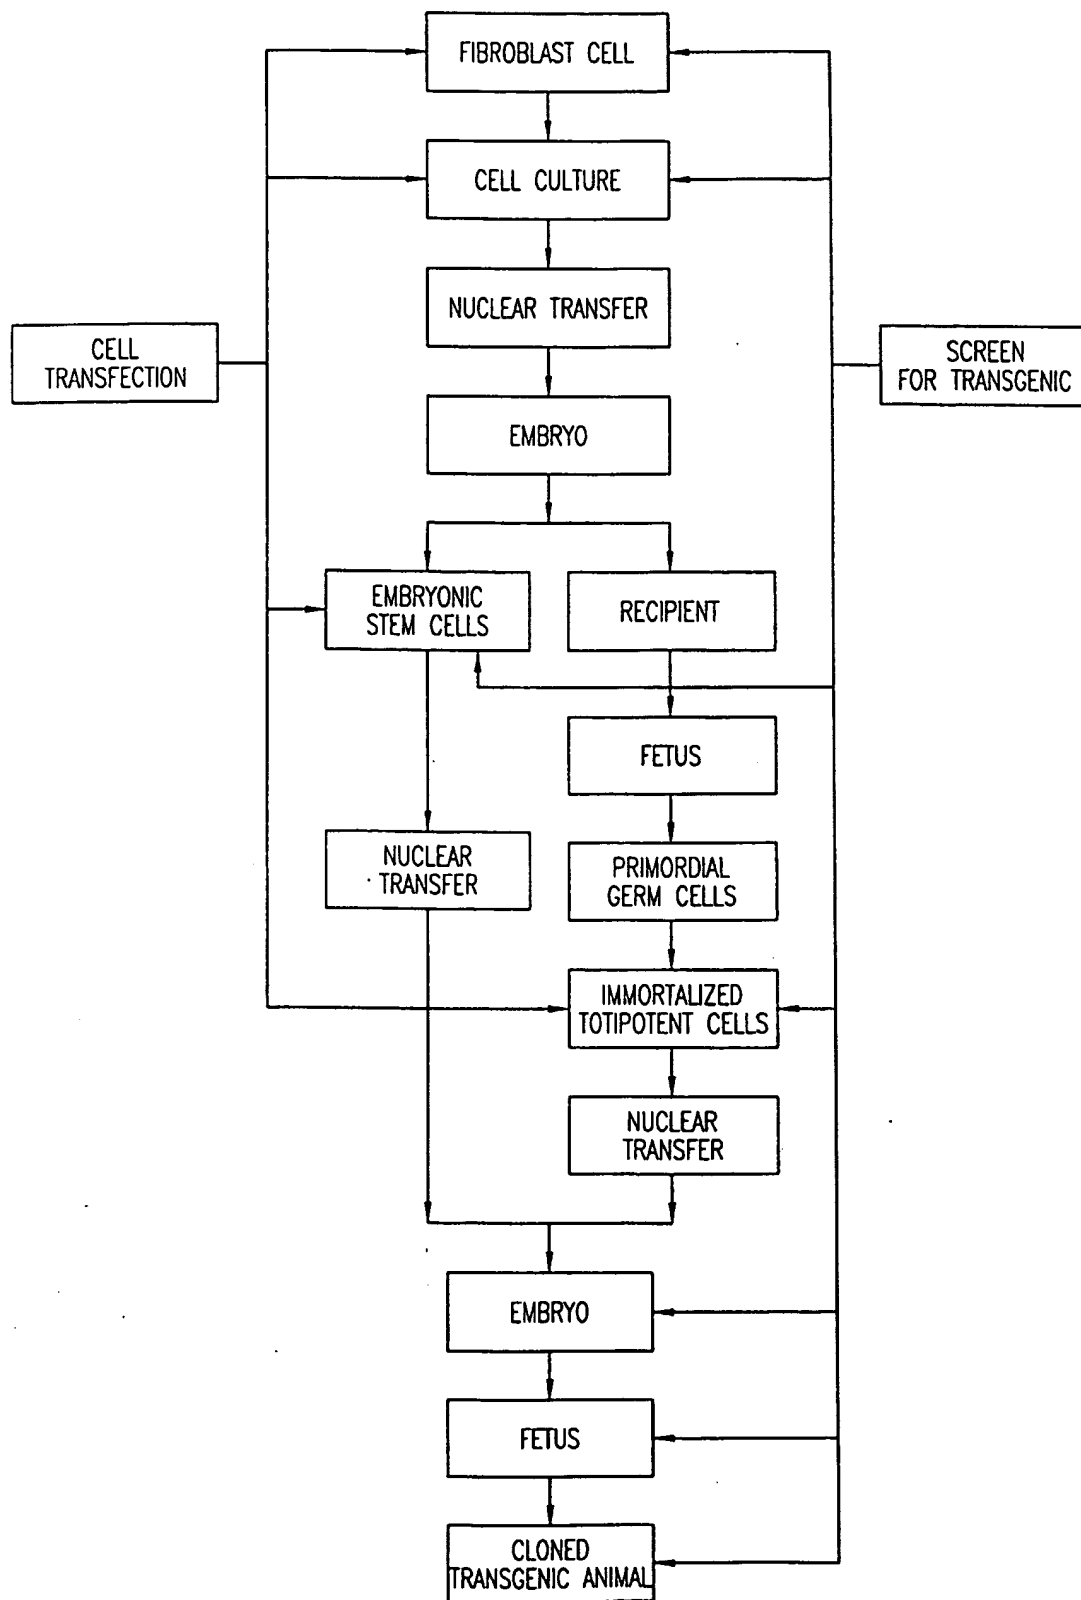 FIBROBLAST CELL
CELL CULTURE
NUCLEAR TRANSFER
CELL
TRANSFECTION
SCREEN
FOR TRANSGENIC
EMBRYO
EMBRYONIC
STEM CELLS
RECIPIENT
FETUS
NUCLEAR
TRANSFER
PRIMORDIAL
GERM CELLS
IMMORTALIZED
TOTIPOTENT CELLS
NUCLEAR
TRANSFER
EMBRYO
FETUS
CLONED
TRANSGENIC ANIMAL